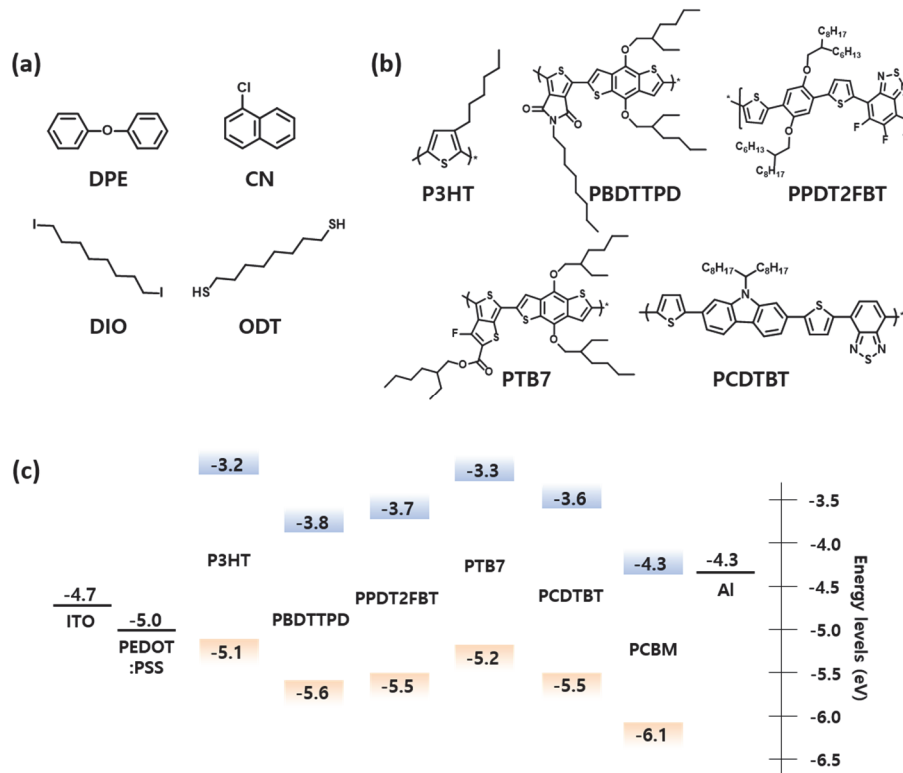 (a)
(b)
Cl
O
DPE
CN
I
I
DIO
SH
HS
ODT
S
*
P3HT
O
O
N
S
S
S
O
O
*
PBDTTPD
C8H17
C6H13
O
O
C6H13
C8H17
S
S
N
S
N
F
F
*
PPDT2FBT
S
S
F
O
O
S
S
O
O
*
PTB7
C8H17
C8H17
N
S
S
N
S
N
*
PCDTBT
(c)
-3.2
P3HT
-5.1
-3.8
PBDTTPD
-5.6
-3.7
PPDT2FBT
-5.5
-3.3
PTB7
-5.2
-3.6
PCDTBT
-5.5
-4.3
PCBM
-6.1
-4.7
ITO
-5.0
PEDOT
:PSS
-4.3
Al
-3.5
-4.0
-4.5
-5.0
-5.5
-6.0
-6.5
Energy levels (eV)